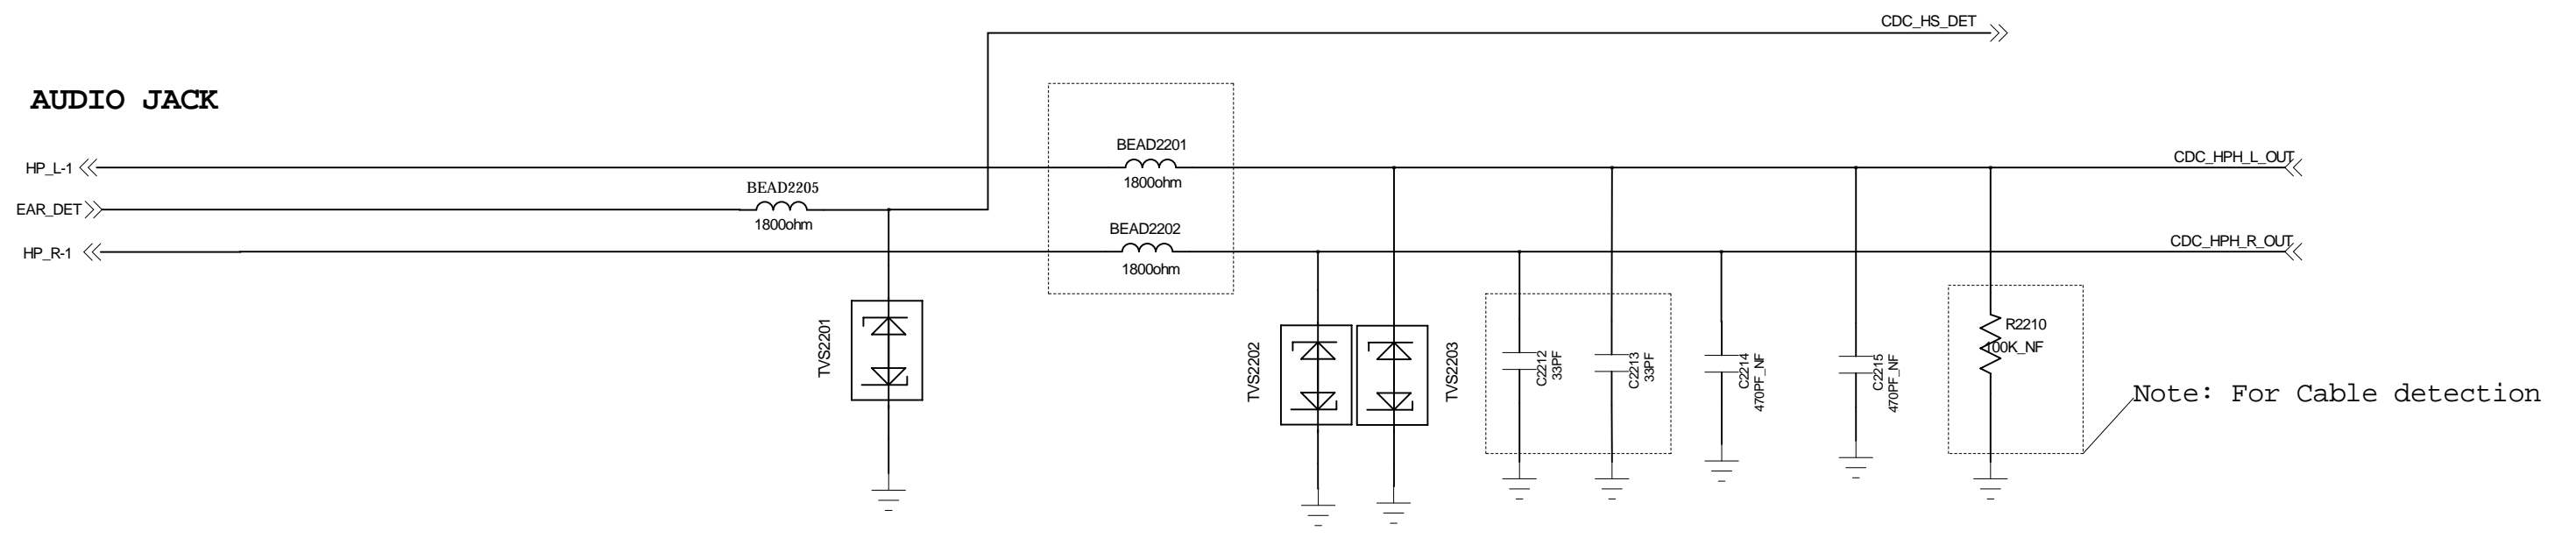 CDC_HS_DET
AUDIO JACK
BEAD2201
HP_L-1
CDC_HPH_L_OUT
1800ohm
BEAD2205
EAR_DET
1800ohm
BEAD2202
HP_R-1
CDC_HPH_R_OUT
1800ohm
TVS2201
TVS2202
TVS2203
C2212
33PF
C2213
33PF
C2214
470PF_NF
C2215
470PF_NF
R2210
100K_NF
Note: For Cable detection